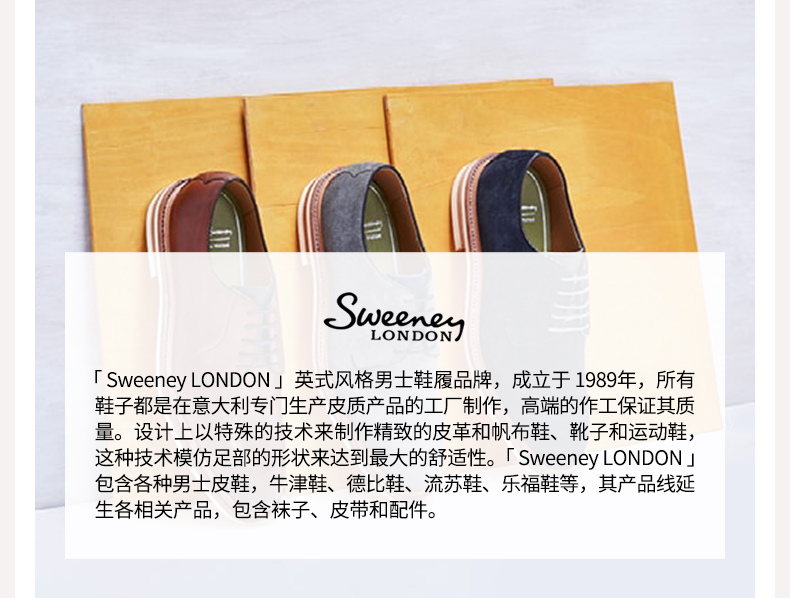 Sweeney
LONDON
「 Sweeney LONDON 」英式风格男士鞋履品牌，成立于 1989年，所有
鞋子都是在意大利专门生产皮质产品的工厂制作，高端的作工保证其质
量。设计上以特殊的技术来制作精致的皮革和帆布鞋、靴子和运动鞋，
这种技术模仿足部的形状来达到最大的舒适性。「 Sweeney LONDON 」
包含各种男士皮鞋，牛津鞋、德比鞋、流苏鞋、乐福鞋等，其产品线延
生各相关产品，包含袜子、皮带和配件。